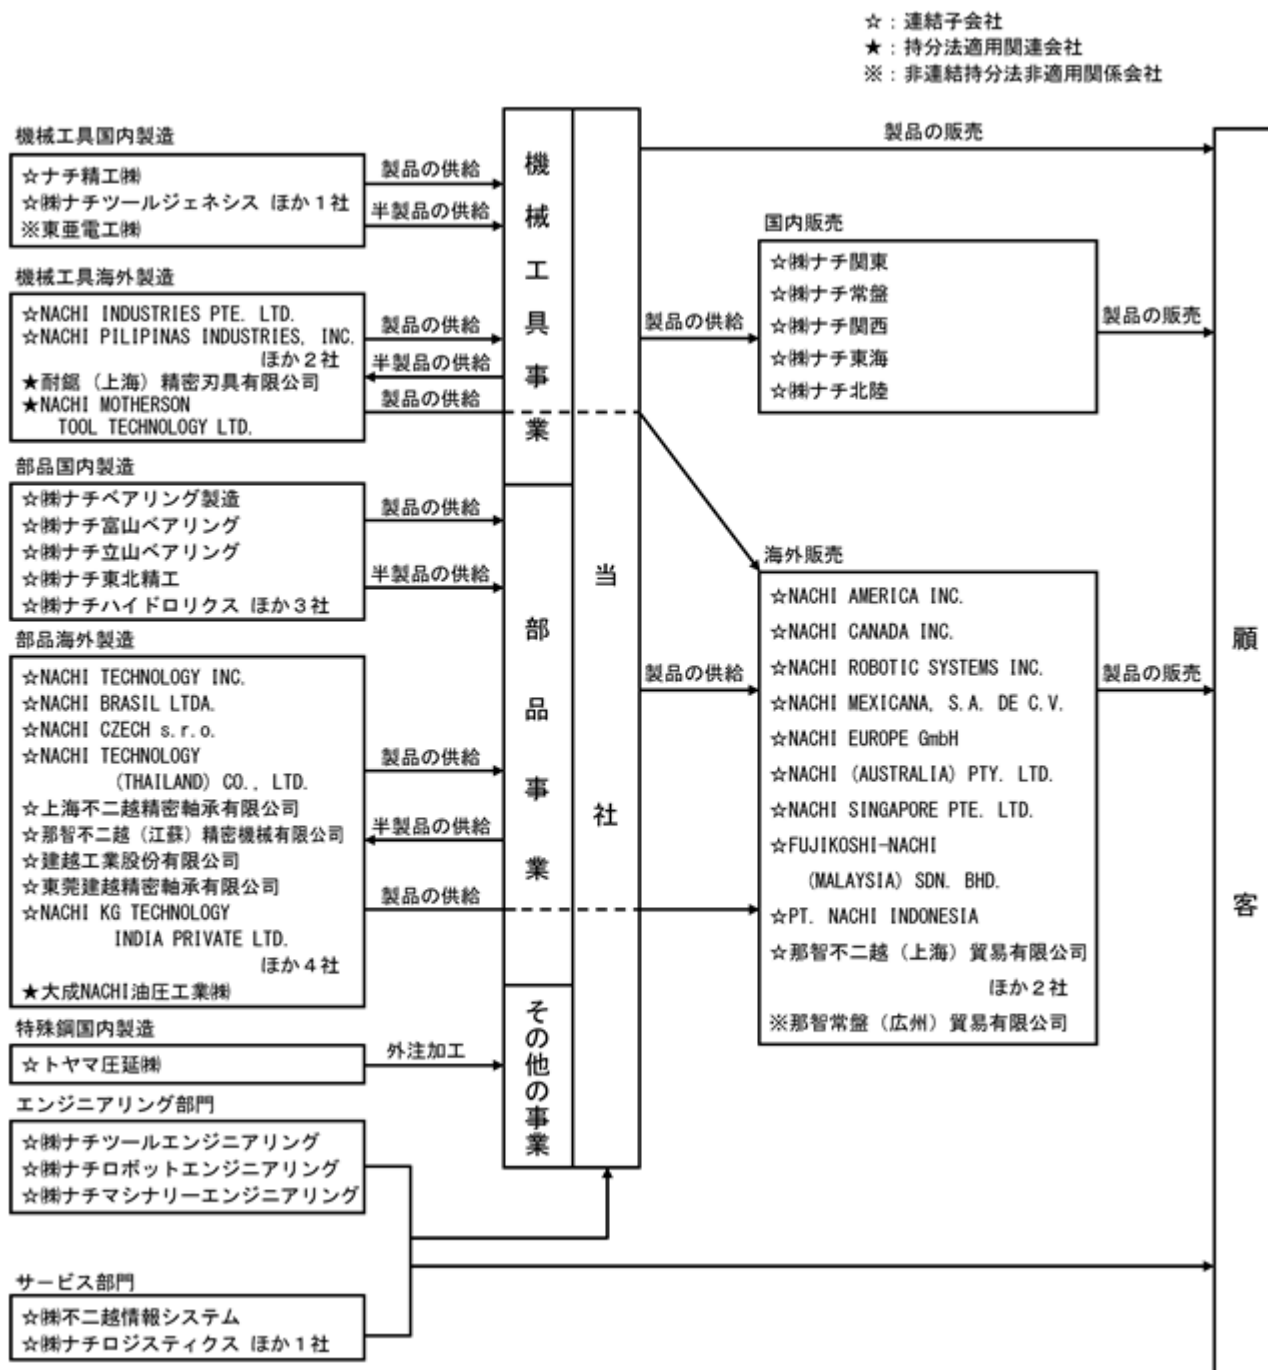 ☆：連結子会社
★：持分法適用関連会社
※：非連結持分法非適用関係会社
機械工具国内製造
☆ナチ精工㈱
☆㈱ナチツールジェネシス ほか１社
※東亜電工㈱
製品の供給
半製品の供給
機械工具海外製造
☆NACHI INDUSTRIES PTE. LTD.
☆NACHI PILIPINAS INDUSTRIES, INC.
ほか２社
★耐鋸（上海）精密刃具有限公司
★NACHI MOTHERSON
TOOL TECHNOLOGY LTD.
製品の供給
半製品の供給
製品の供給
部品国内製造
☆㈱ナチベアリング製造
☆㈱ナチ富山ベアリング
☆㈱ナチ立山ベアリング
☆㈱ナチ東北精工
☆㈱ナチハイドロリクス ほか３社
製品の供給
半製品の供給
部品海外製造
☆NACHI TECHNOLOGY INC.
☆NACHI BRASIL LTDA.
☆NACHI CZECH s.r.o.
☆NACHI TECHNOLOGY
(THAILAND) CO., LTD.
☆上海不二越精密軸承有限公司
☆那智不二越（江蘇）精密機械有限公司
☆建越工業股份有限公司
☆東莞建越精密軸承有限公司
☆NACHI KG TECHNOLOGY
INDIA PRIVATE LTD.
ほか４社
★大成NACHI油圧工業㈱
製品の供給
半製品の供給
製品の供給
特殊鋼国内製造
☆トヤマ圧延㈱
外注加工
エンジニアリング部門
☆㈱ナチツールエンジニアリング
☆㈱ナチロボットエンジニアリング
☆㈱ナチマシナリーエンジニアリング
サービス部門
☆㈱不二越情報システム
☆㈱ナチロジスティクス ほか１社
機械工具事業
部品事業
その他の事業
当社
製品の販売
製品の供給
国内販売
☆㈱ナチ関東
☆㈱ナチ常盤
☆㈱ナチ関西
☆㈱ナチ東海
☆㈱ナチ北陸
製品の販売
製品の供給
海外販売
☆NACHI AMERICA INC.
☆NACHI CANADA INC.
☆NACHI ROBOTIC SYSTEMS INC.
☆NACHI MEXICANA, S.A. DE C.V.
☆NACHI EUROPE GmbH
☆NACHI (AUSTRALIA) PTY. LTD.
☆NACHI SINGAPORE PTE. LTD.
☆FUJIKOSHI-NACHI
(MALAYSIA) SDN. BHD.
☆PT. NACHI INDONESIA
☆那智不二越（上海）貿易有限公司
ほか２社
※那智常盤（広州）貿易有限公司
製品の販売
顧客